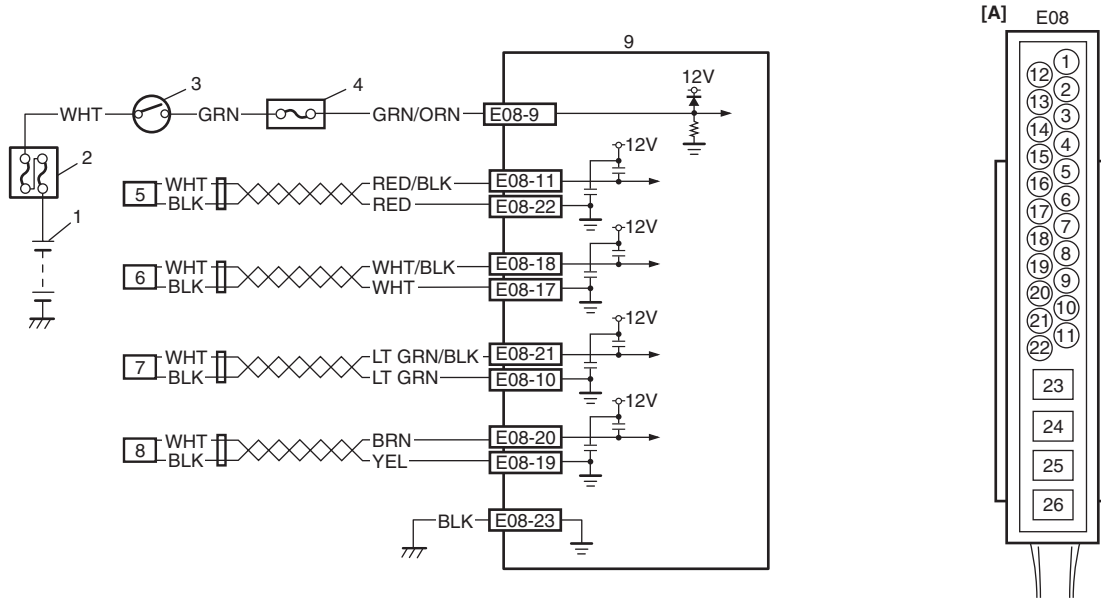 9
12V
3
4
WHT GRN GRN/ORN E08-9
2
1
12V
5 WHT RED/BLK E08-11
BLK RED E08-22
12V
6 WHT WHT/BLK E08-18
BLK WHT E08-17
12V
7 WHT LT GRN/BLK E08-21
BLK LT GRN E08-10
12V
8 WHT BRN E08-20
BLK YEL E08-19
BLK E08-23
[A] E08
1
12
2
13
3
14
4
15
5
16
6
17
7
18
8
19
9
20
10
21
11
22
23
24
25
26